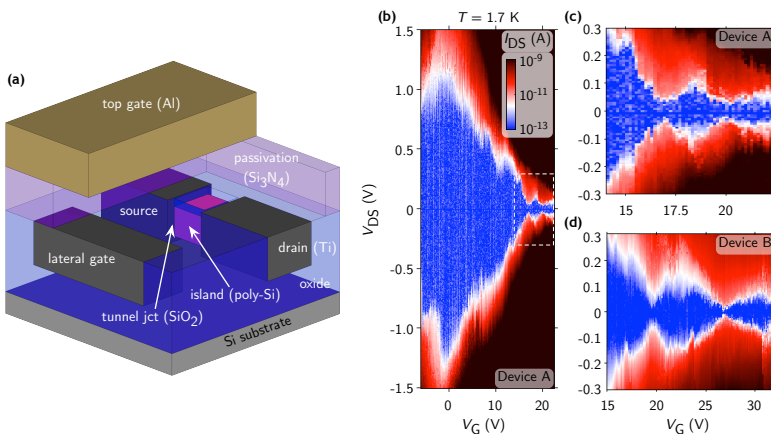 (a)
top gate (Al)
passivation
(Si₃N₄)
source
drain (Ti)
lateral gate
island (poly-Si)
oxide
tunnel jct (SiO₂)
Si substrate
(b)
T = 1.7 K
I_DS (A)
10⁻⁹
10⁻¹¹
10⁻¹³
V_DS (V)
1.5
1.0
0.5
0
-0.5
-1.0
-1.5
Device A
0
10
20
V_G (V)
(c)
Device A
0.3
0.2
0.1
0
-0.1
-0.2
-0.3
15
17.5
20
(d)
Device B
0.3
0.2
0.1
0
-0.1
-0.2
-0.3
15
20
25
30
V_G (V)